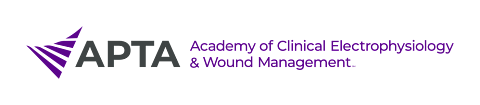 APTA
Academy of Clinical Electrophysiology
& Wound Management